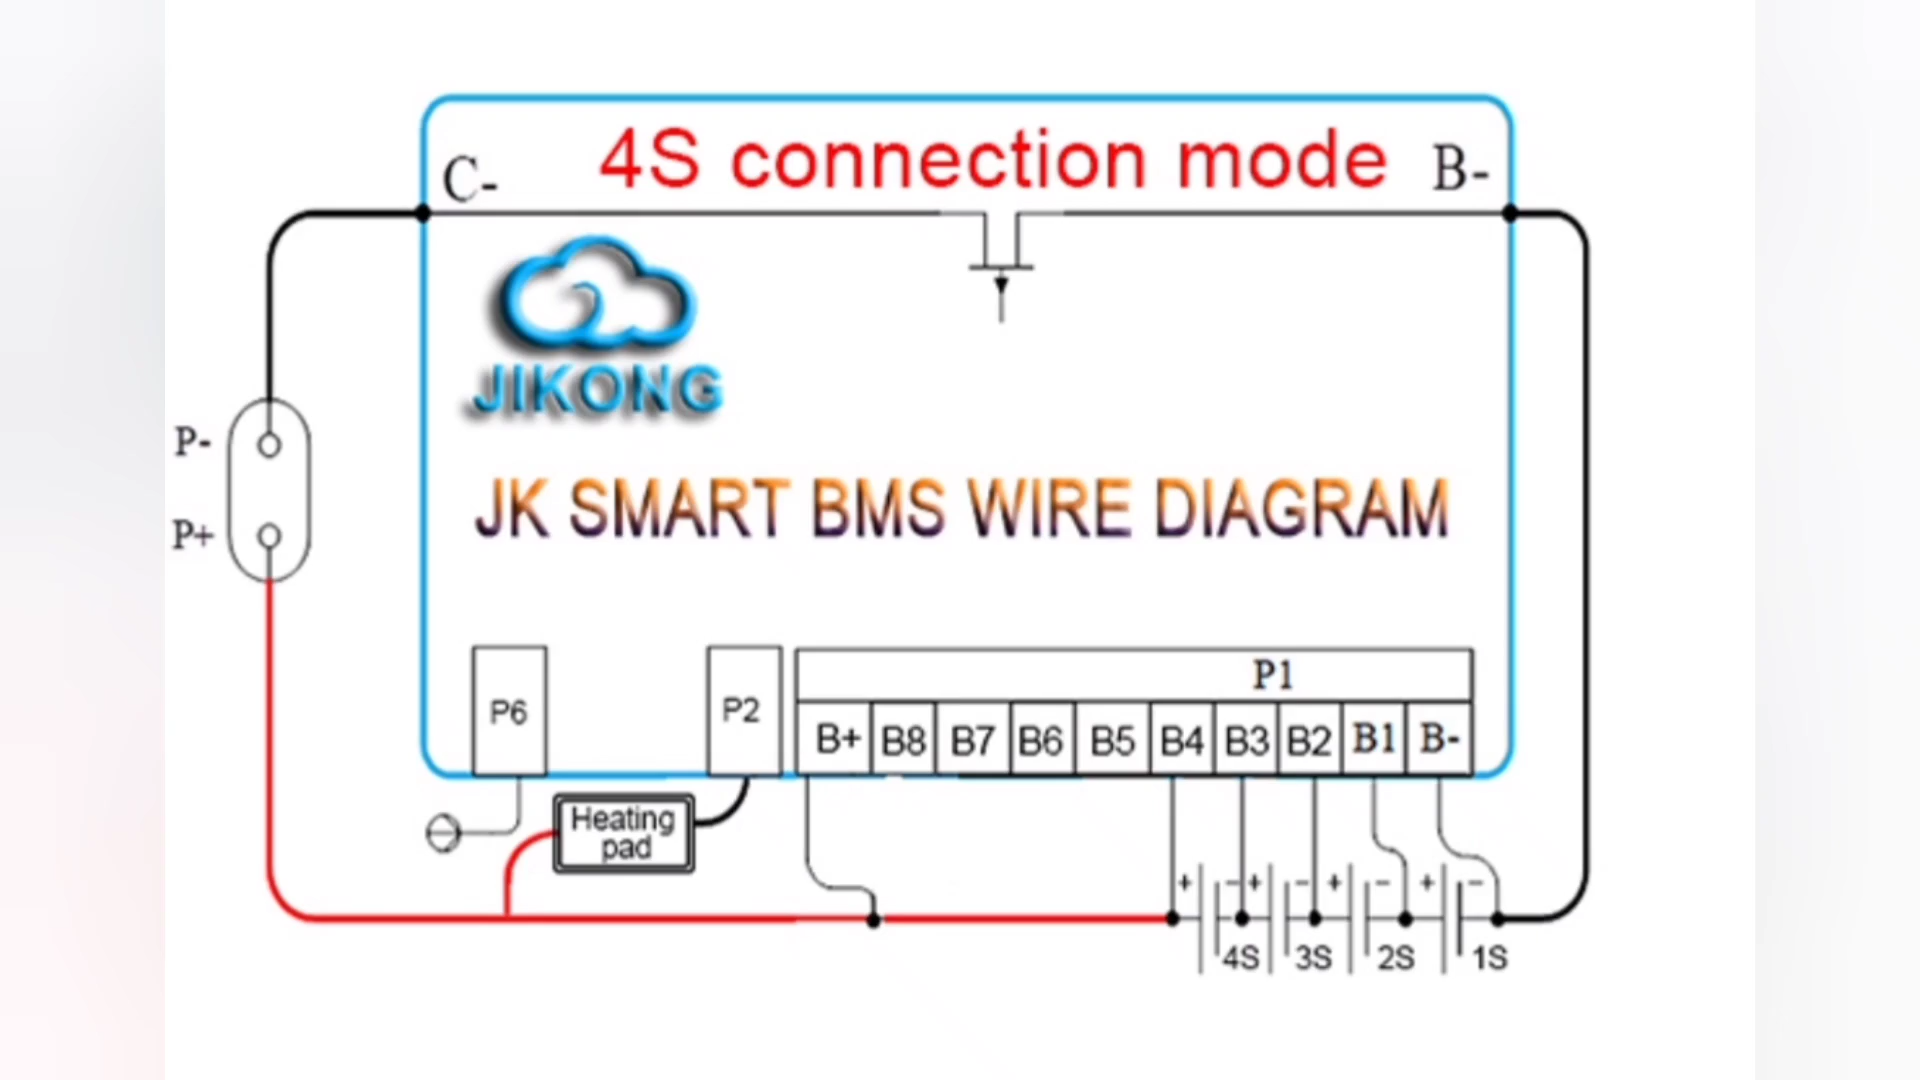 4S connection mode
C-
B-
JIKONG
P-
P+
JK SMART BMS WIRE DIAGRAM
P6
P2
P1
B+ B8 B7 B6 B5 B4 B3 B2 B1 B-
Heating
pad
+ - + - + - + -
4S 3S 2S 1S